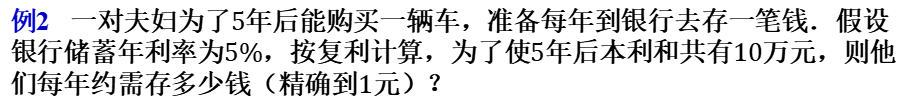 例2 一对夫妇为了5年后能购买一辆车，准备每年到银行去存一笔钱．假设
银行储蓄年利率为5%，按复利计算，为了使5年后本利和共有10万元，则他
们每年约需存多少钱（精确到1元）？